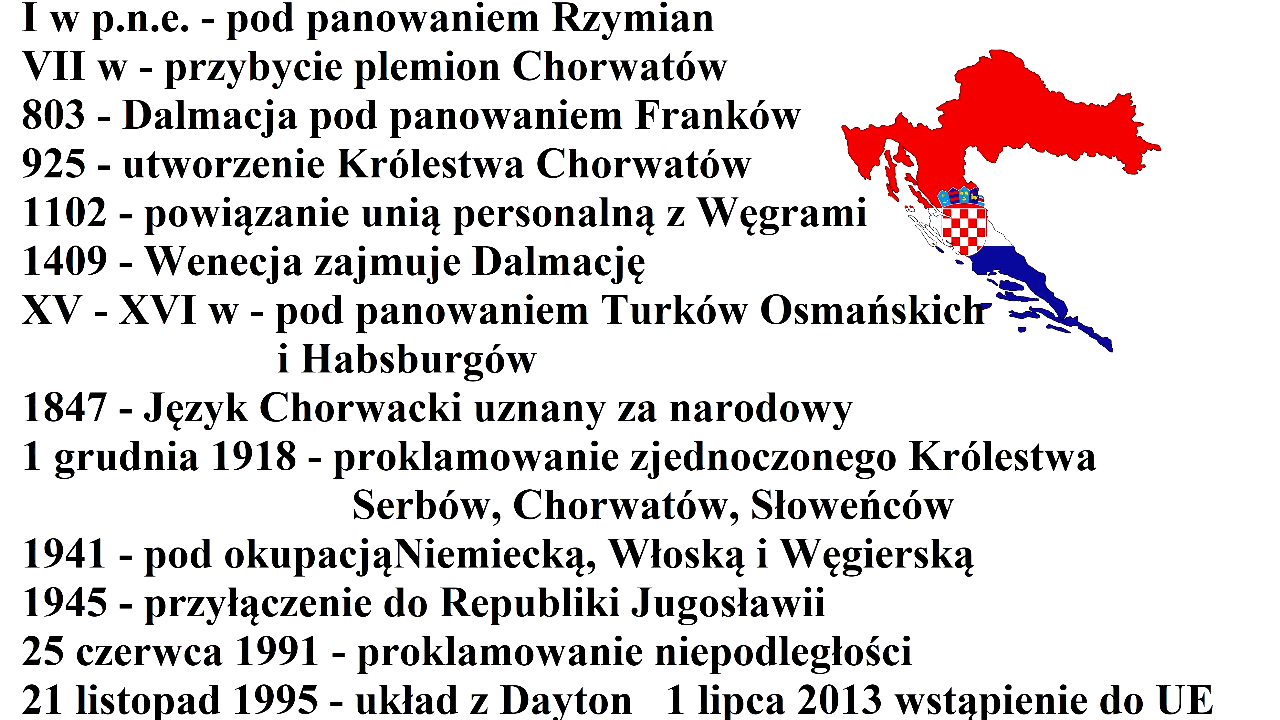 I w p.n.e. - pod panowaniem Rzymian
VII w - przybycie plemion Chorwatów
803 - Dalmacja pod panowaniem Franków
925 - utworzenie Królestwa Chorwatów
1102 - powiązanie unią personalną z Węgrami
1409 - Wenecja zajmuje Dalmację
XV - XVI w - pod panowaniem Turków Osmańskich
i Habsburgów
1847 - Język Chorwacki uznany za narodowy
1 grudnia 1918 - proklamowanie zjednoczonego Królestwa
Serbów, Chorwatów, Słoweńców
1941 - pod okupacjąNiemiecką, Włoską i Węgierską
1945 - przyłączenie do Republiki Jugosławii
25 czerwca 1991 - proklamowanie niepodległości
21 listopad 1995 - układ z Dayton   1 lipca 2013 wstąpienie do UE